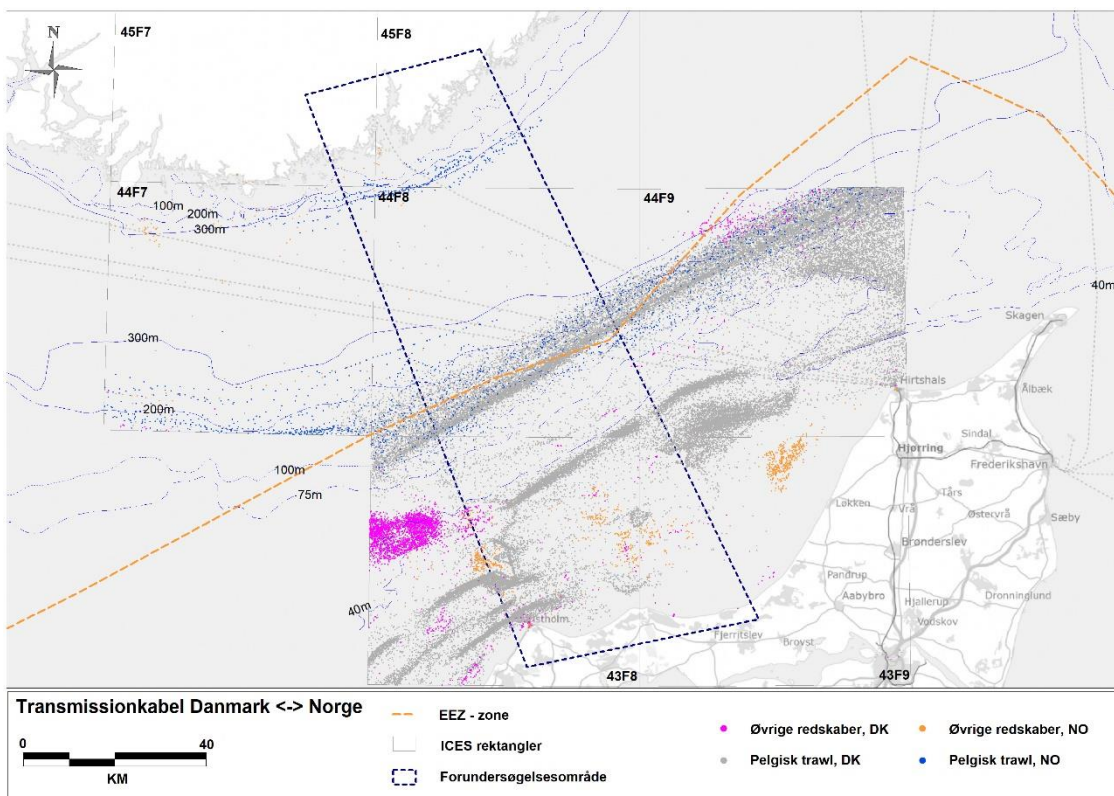 45F7
45F8
N
44F7
100m
200m
300m
44F8
44F9
40m
Skagen
300m
Ålbæk
Hirtshals
200m
Hjørring
Sindal
100m
Frederikshavn
75m
Løkken
Vrå
Tårs
Østervrå
Sæby
Brønderslev
40m
Pandrup
Aabybro
Hjallerup
Dronninglund
Vodskov
Fjerritslev
Brovst
43F8
43F9
Transmissionkabel Danmark <-> Norge
0 40
KM
EEZ - zone
ICES rektangler
Forundersøgelsesområde
Øvrige redskaber, DK
Øvrige redskaber, NO
Pelgisk trawl, DK
Pelgisk trawl, NO